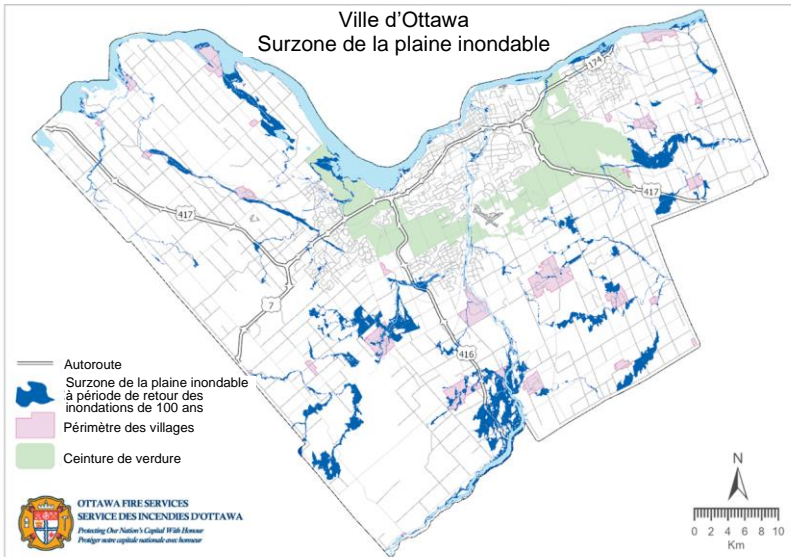 Ville d'Ottawa
Surzone de la plaine inondable
174
417
417
7
416
Autoroute
Surzone de la plaine inondable
à période de retour des
inondations de 100 ans
Périmètre des villages
Ceinture de verdure
OTTAWA FIRE SERVICES
SERVICE DES INCENDIES D'OTTAWA
Protecting Our Nation's Capital With Honour
Protéger notre capitale nationale avec honneur
N
0 2 4 6 8 10
Km